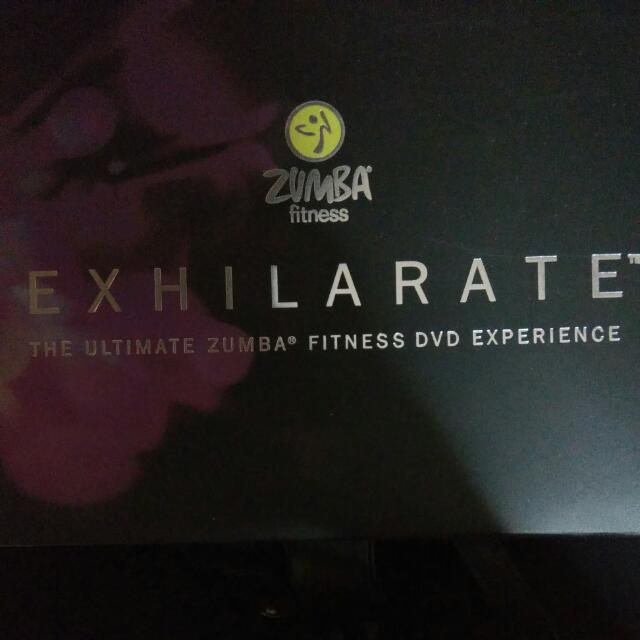 ZUMBA®
fitness
EXHILARATE™
THE ULTIMATE ZUMBA® FITNESS DVD EXPERIENCE